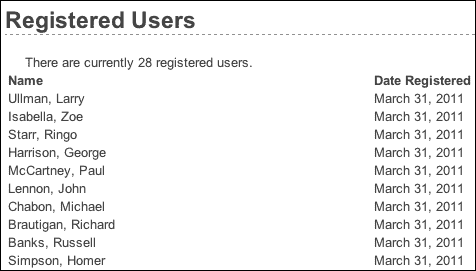 Registered Users
There are currently 28 registered users.
Name Date Registered
Ullman, Larry March 31, 2011
Isabella, Zoe March 31, 2011
Starr, Ringo March 31, 2011
Harrison, George March 31, 2011
McCartney, Paul March 31, 2011
Lennon, John March 31, 2011
Chabon, Michael March 31, 2011
Brautigan, Richard March 31, 2011
Banks, Russell March 31, 2011
Simpson, Homer March 31, 2011